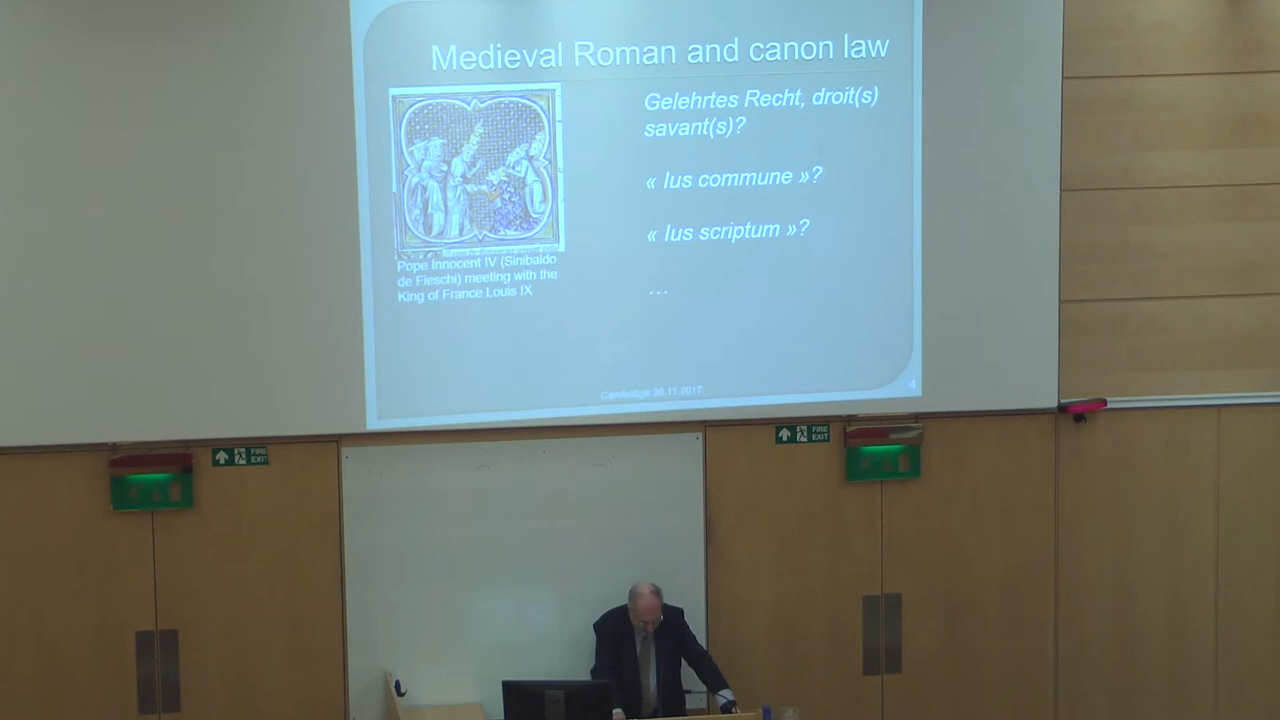 Medieval Roman and canon law
Gelehrtes Recht, droit(s)
savant(s)?
« Ius commune »?
« Ius scriptum »?
…
Pope Innocent IV (Sinibaldo
de Fieschi) meeting with the
King of France Louis IX
Cambridge 30.11.2017
4
FIRE
EXIT
FIRE
EXIT